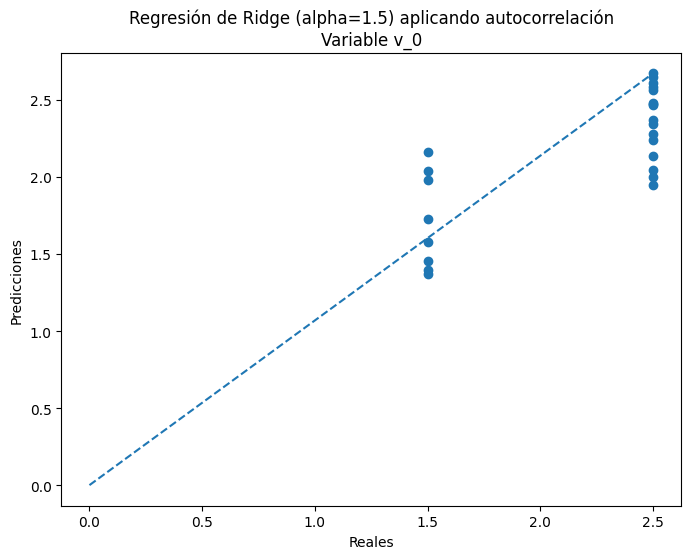 Regresión de Ridge (alpha=1.5) aplicando autocorrelación
Variable v_0
2.5
2.0
1.5
1.0
0.5
0.0
Predicciones
0.0 0.5 1.0 1.5 2.0 2.5
Reales